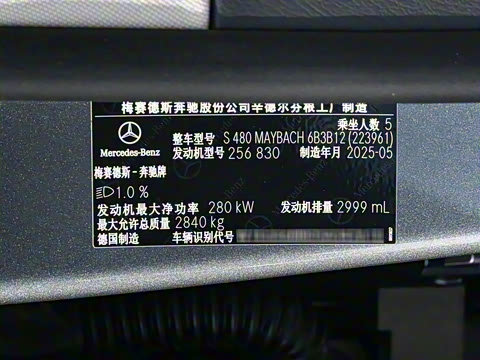 梅赛德斯奔驰股份公司辛德尔芬根工厂制造
乘坐人数 5
整车型号 S 480 MAYBACH 6B3B12 (223961)
Mercedes-Benz 发动机型号 256 830 制造年月 2025-05
梅赛德斯-奔驰牌
1.0 %
发动机最大净功率 280 kW 发动机排量 2999 mL
最大允许总质量 2840 kg
德国制造 车辆识别代号